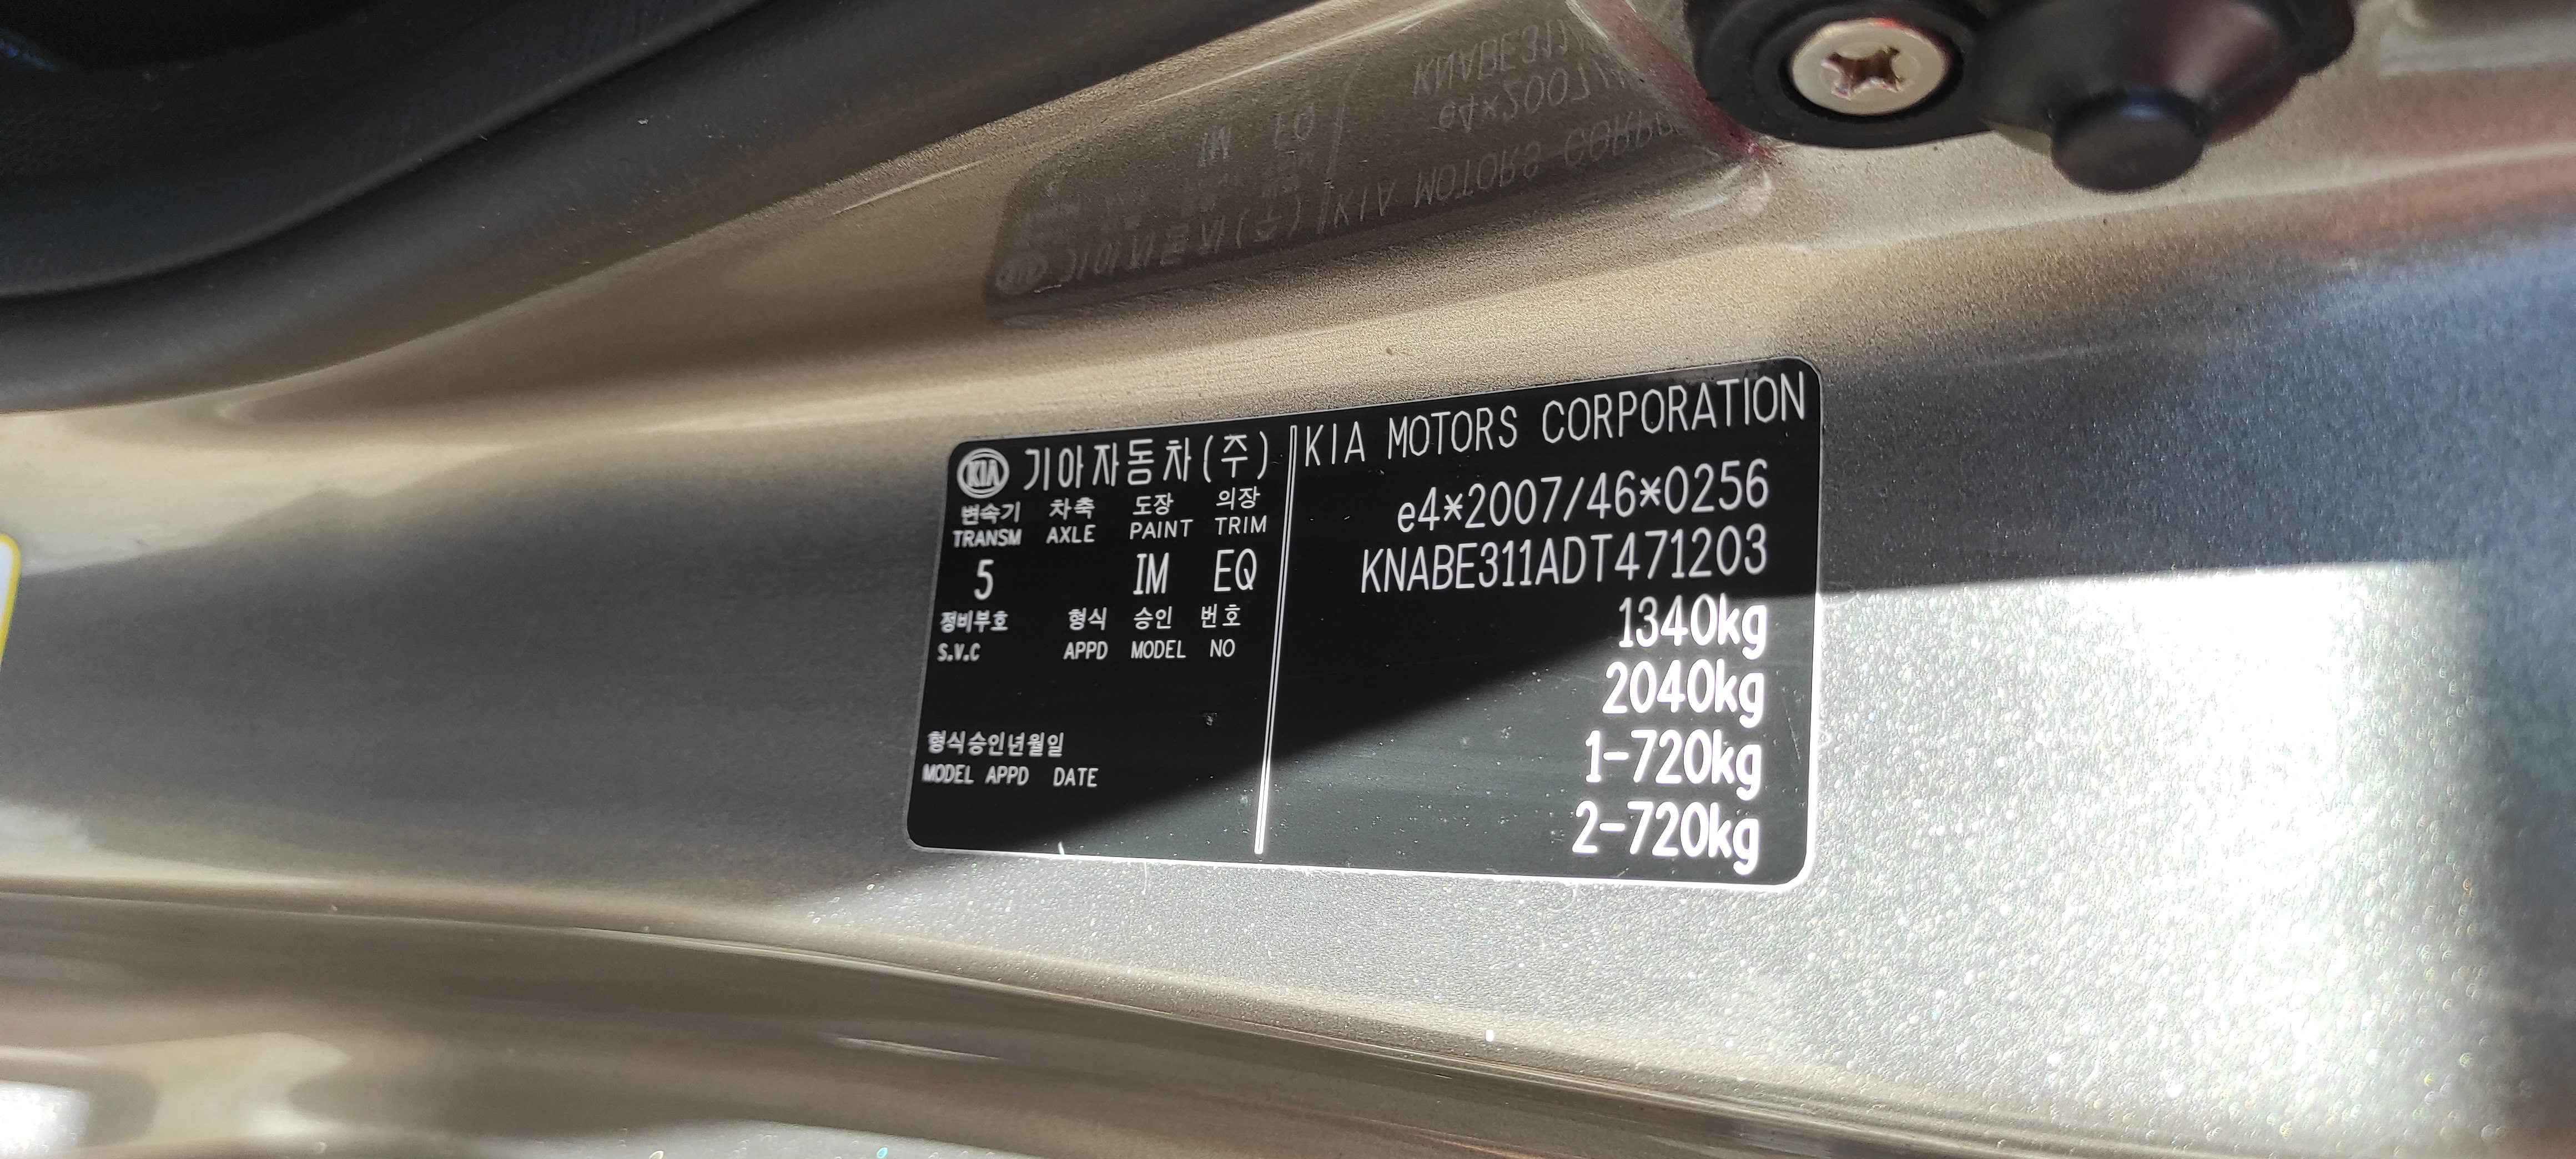 KIA 기아자동차(주) KIA MOTORS CORPORATION
변속기 차축 도장 의장
TRANSM AXLE PAINT TRIM
5 IM EQ
정비부호 형식 승인 번호
S.V.C APPD MODEL NO
형식승인년월일
MODEL APPD DATE
e4*2007/46*0256
KNABE311ADT471203
1340kg
2040kg
1-720kg
2-720kg